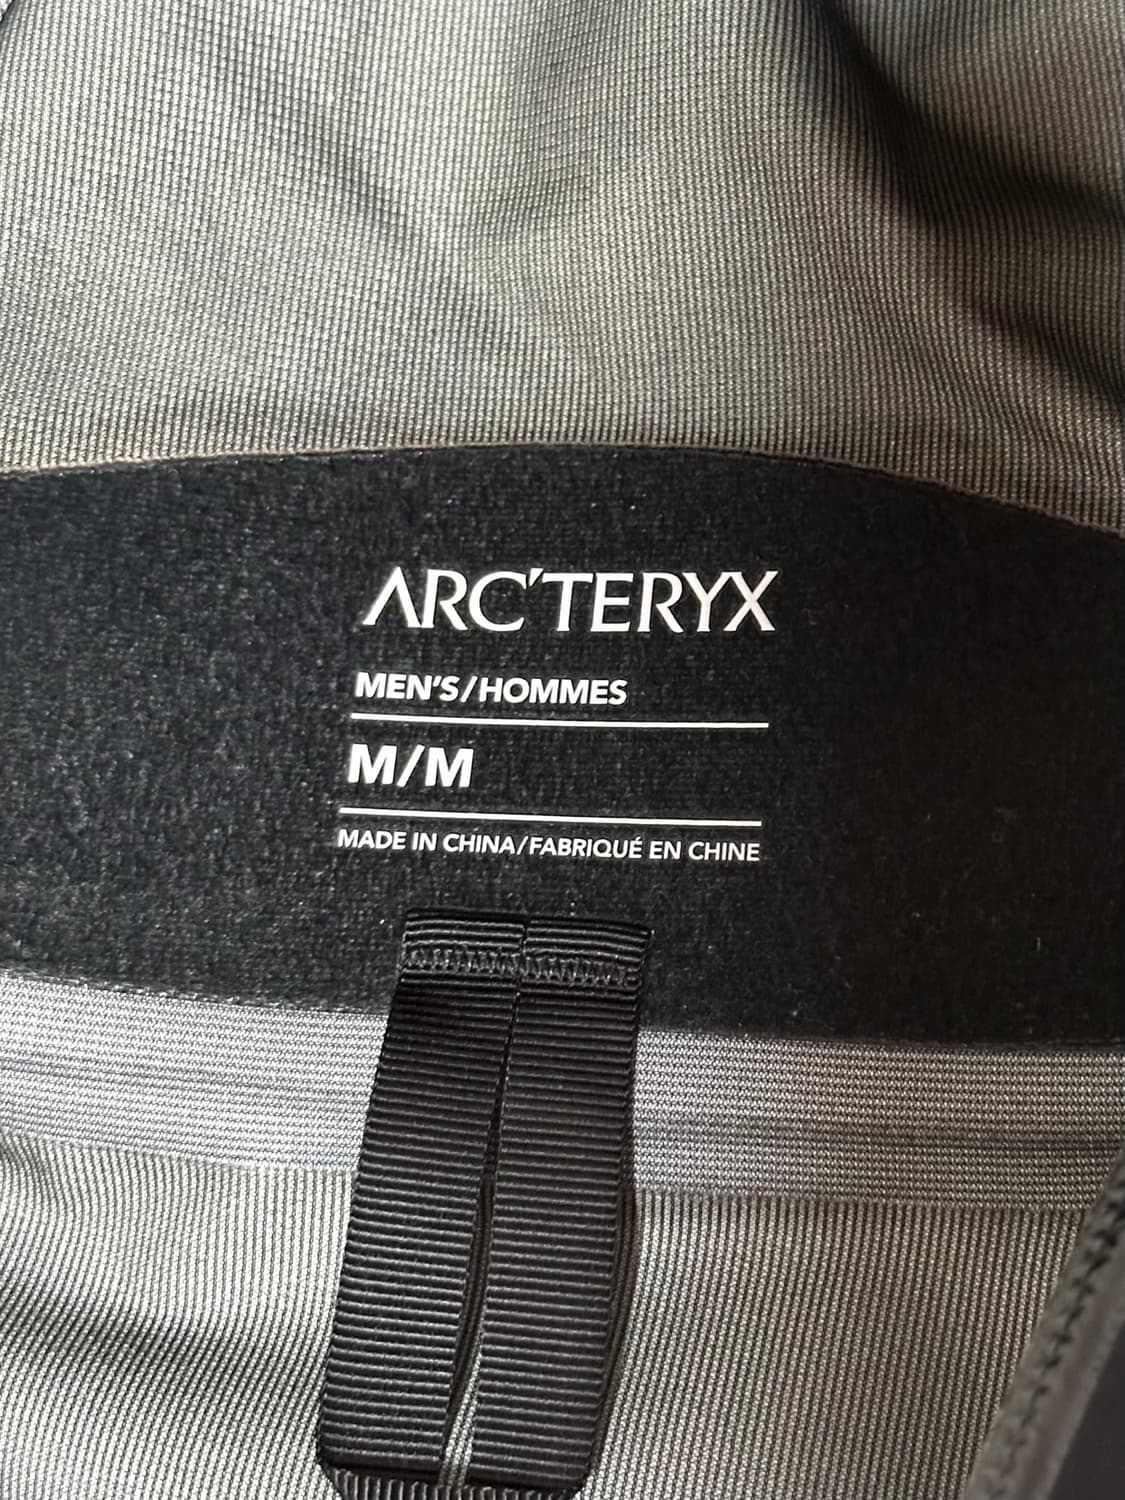 ARC'TERYX
MEN'S/HOMMES
M/M
MADE IN CHINA/FABRIQUÉ EN CHINE